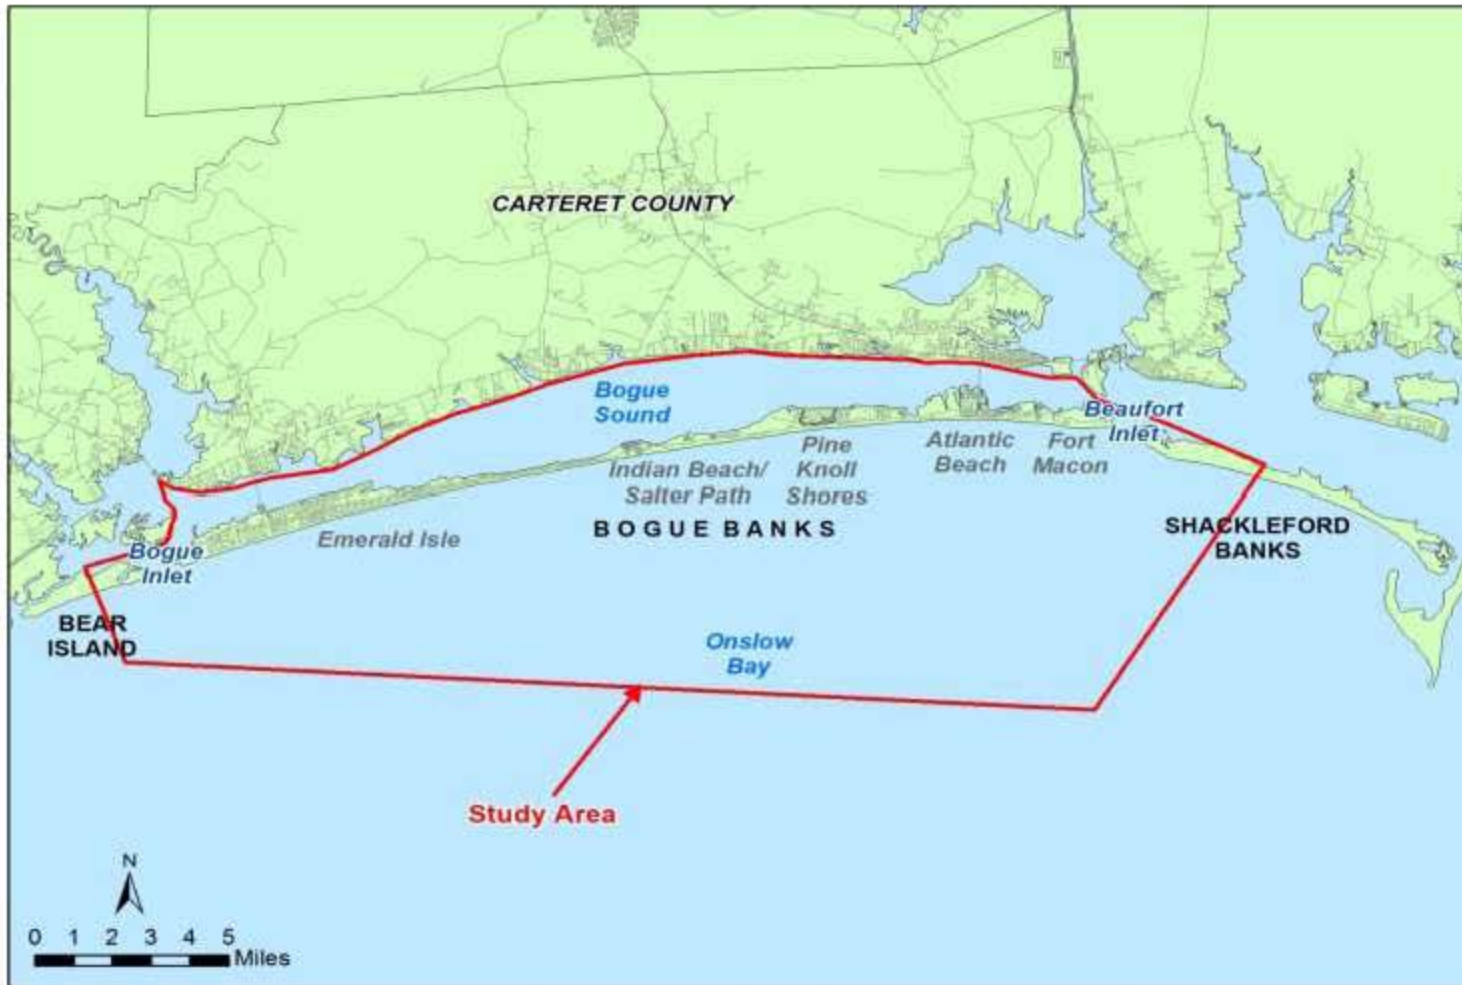 CARTERET COUNTY
Bogue
Sound
Beaufort
Inlet
Pine
Knoll
Shores
Atlantic
Beach
Fort
Macon
Indian Beach/
Salter Path
BOGUE BANKS
SHACKLEFORD
BANKS
Emerald Isle
Bogue
Inlet
BEAR
ISLAND
Onslow
Bay
Study Area
N
0 1 2 3 4 5
Miles